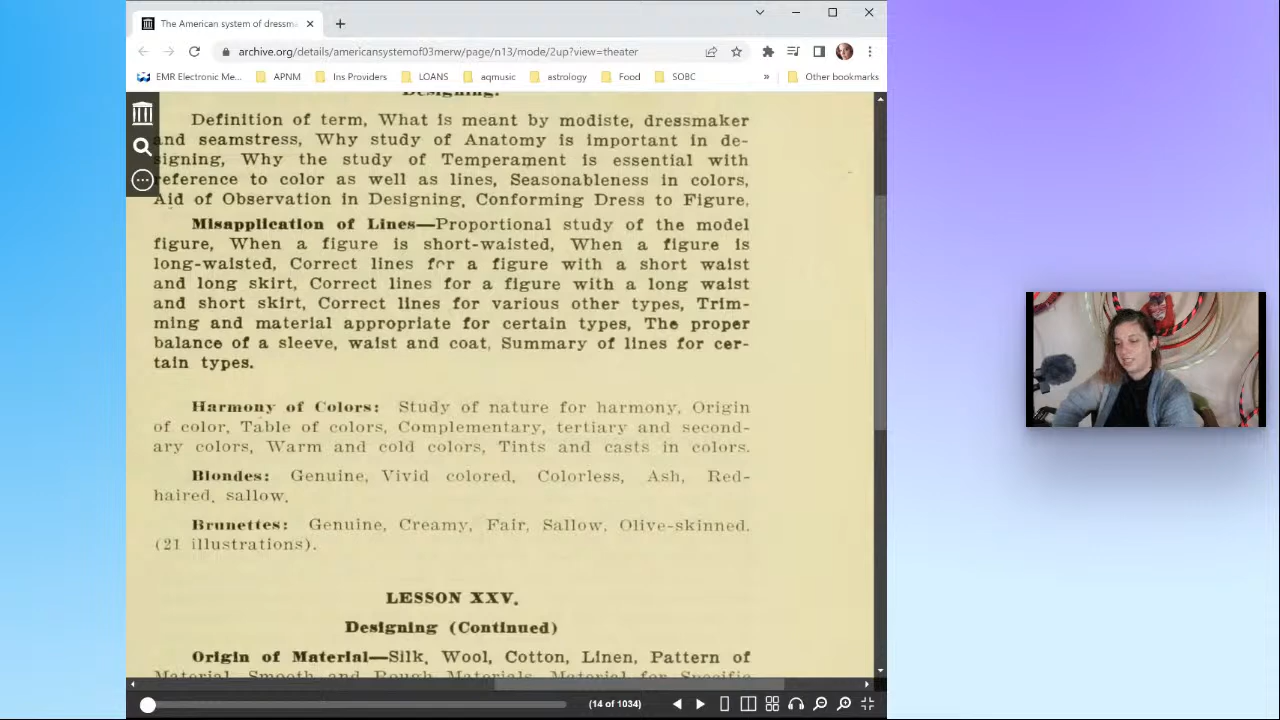 The American system of dressma
archive.org/details/americansystemof03merw/page/n13/mode/2up?view=theater
EMR Electronic Me... APNM Ins Providers LOANS aqmusic astrology Food SOBC » Other bookmarks
Designing.
Definition of term, What is meant by modiste, dressmaker
and seamstress, Why study of Anatomy is important in de-
signing, Why the study of Temperament is essential with
reference to color as well as lines, Seasonableness in colors,
Aid of Observation in Designing, Conforming Dress to Figure.
Misapplication of Lines—Proportional study of the model
figure, When a figure is short-waisted, When a figure is
long-waisted, Correct lines for a figure with a short waist
and long skirt, Correct lines for a figure with a long waist
and short skirt, Correct lines for various other types, Trim-
ming and material appropriate for certain types, The proper
balance of a sleeve, waist and coat, Summary of lines for cer-
tain types.
Harmony of Colors: Study of nature for harmony, Origin
of color, Table of colors, Complementary, tertiary and second-
ary colors, Warm and cold colors, Tints and casts in colors.
Blondes: Genuine, Vivid colored, Colorless, Ash, Red-
haired, sallow.
Brunettes: Genuine, Creamy, Fair, Sallow, Olive-skinned.
(21 illustrations).
LESSON XXV.
Designing (Continued)
Origin of Material—Silk, Wool, Cotton, Linen, Pattern of
Material, Smooth and Rough Materials, Material for Specific
(14 of 1034)